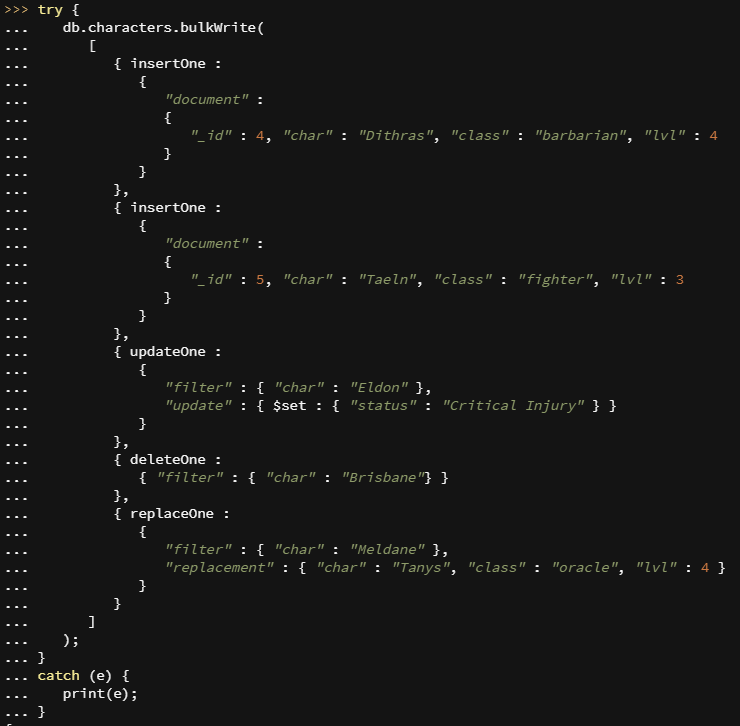 >>> try {
...    db.characters.bulkWrite(
...       [
...          { insertOne :
...             {
...                "document" :
...                {
...                   "_id" : 4, "char" : "Dithras", "class" : "barbarian", "lvl" : 4
...                }
...             }
...          },
...          { insertOne :
...             {
...                "document" :
...                {
...                   "_id" : 5, "char" : "Taeln", "class" : "fighter", "lvl" : 3
...                }
...             }
...          },
...          { updateOne :
...             {
...                "filter" : { "char" : "Eldon" },
...                "update" : { $set : { "status" : "Critical Injury" } }
...             }
...          },
...          { deleteOne :
...             { "filter" : { "char" : "Brisbane"} }
...          },
...          { replaceOne :
...             {
...                "filter" : { "char" : "Meldane" },
...                "replacement" : { "char" : "Tanys", "class" : "oracle", "lvl" : 4 }
...             }
...          }
...       ]
...    );
... }
... catch (e) {
...    print(e);
... }